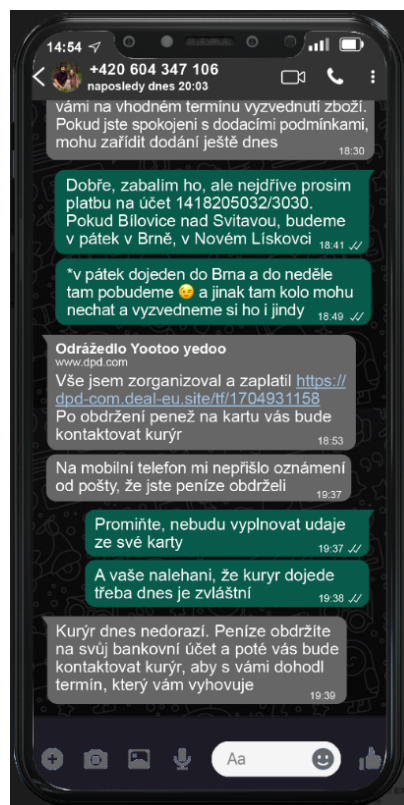 14:54
+420 604 347 106
naposledy dnes 20:03
vámi na vhodném termínu vyzvednutí zboží.
Pokud jste spokojeni s dodacími podmínkami,
mohu zařídit dodání ještě dnes
18:30
Dobře, zabalim ho, ale nejdříve prosim
platbu na účet 1418205032/3030.
Pokud Bílovice nad Svitavou, budeme
v pátek v Brně, v Novém Lískovci
18:41
*v pátek dojeden do Brna a do neděle
tam pobudeme 😉 a jinak tam kolo mohu
nechat a vyzvedneme si ho i jindy
18:49
Odrážedlo Yootoo yedoo
www.dpd.com
Vše jsem zorganizoval a zaplatil https://
dpd-com.deal-eu.site/tf/1704931158
Po obdržení penež na kartu vás bude
kontaktovat kurýr
18:53
Na mobilní telefon mi nepřišlo oznámení
od pošty, že jste peníze obdrželi
19:37
Promiňte, nebudu vyplnovat udaje
ze své karty
19:37
A vaše nalehani, že kuryr dojede
třeba dnes je zvláštní
19:38
Kurýr dnes nedorazí. Peníze obdržíte
na svůj bankovní účet a poté vás bude
kontaktovat kurýr, aby s vámi dohodl
termín, který vám vyhovuje
19:39
Aa